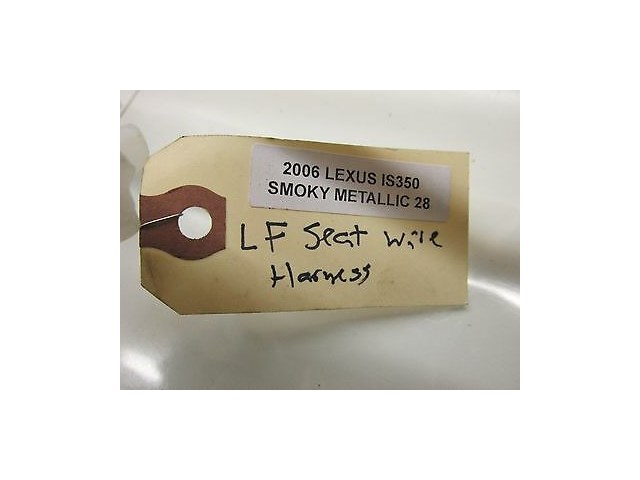 2006 LEXUS IS350
SMOKY METALLIC 28
LF Seat Wire
Harness